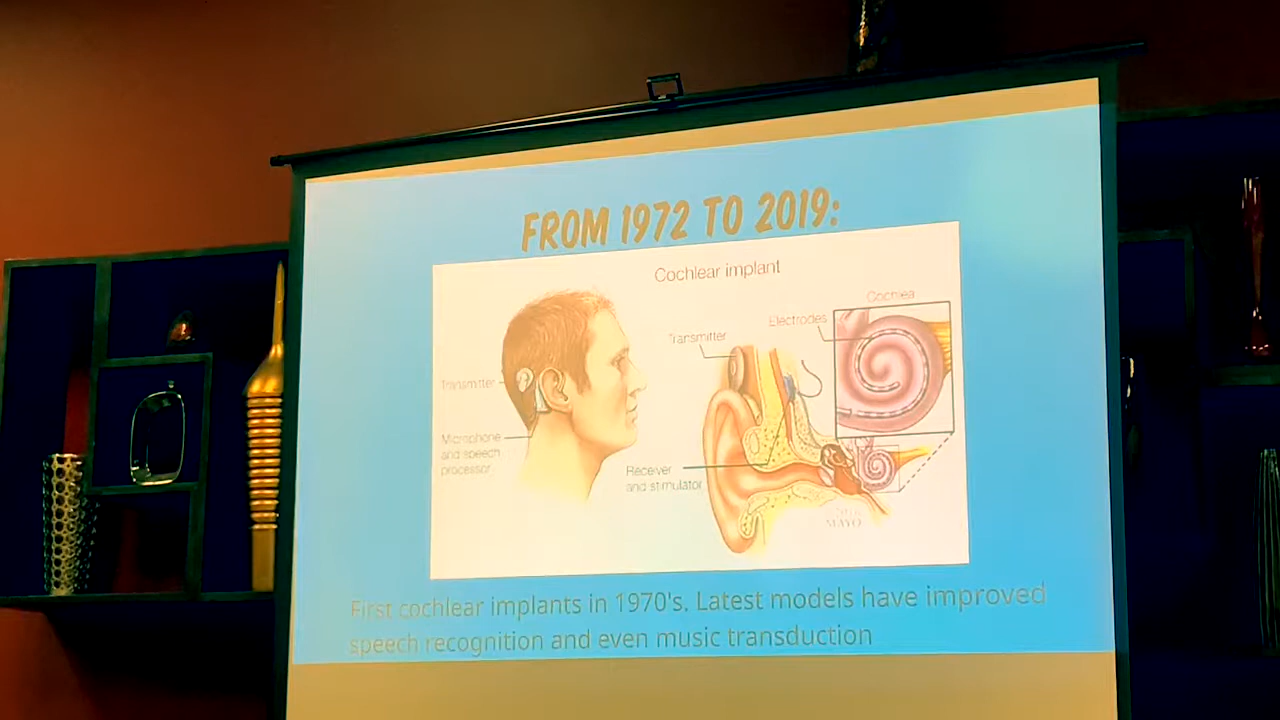 FROM 1972 TO 2019:
Cochlear implant
Cochlea
Electrodes
Transmitter
Transmitter
Microphone
and speech
processor
Receiver
and stimulator
MAYO
First cochlear implants in 1970's. Latest models have improved
speech recognition and even music transduction